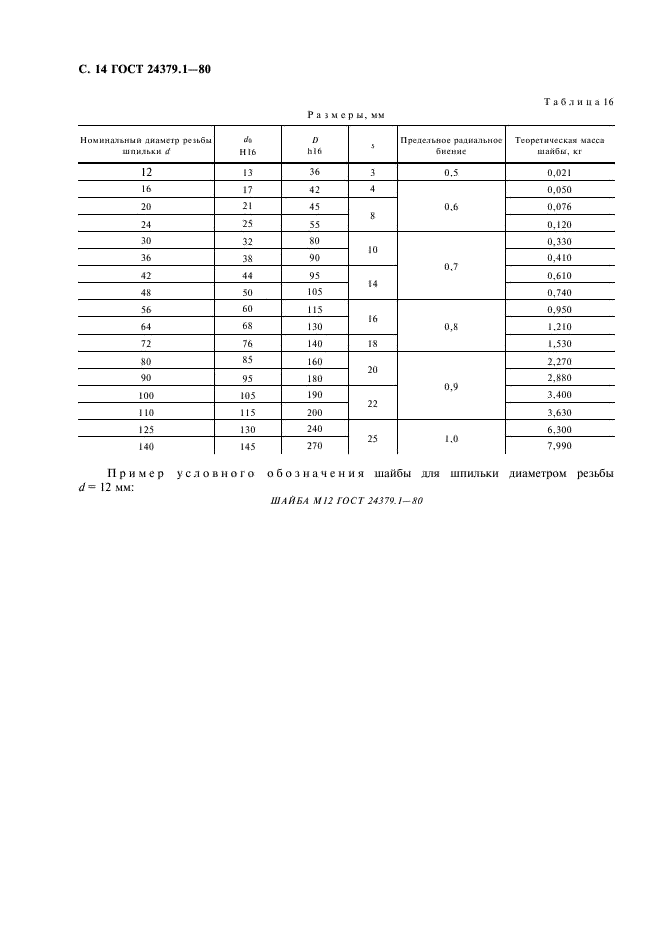 С. 14 ГОСТ 24379.1—80
Таблица 16
Размеры, мм
Номинальный диаметр резьбы шпильки d | d6 H16 | D h16 | s | Предельное радиальное биение | Теоретическая масса шайбы, кг
12 | 13 | 36 | 3 | 0,5 | 0,021
16 | 17 | 42 | 4 | 0,6 | 0,050
20 | 21 | 45 | 8 | 0,076
24 | 25 | 55 | 0,120
30 | 32 | 80 | 10 | 0,7 | 0,330
36 | 38 | 90 | 0,410
42 | 44 | 95 | 14 | 0,610
48 | 50 | 105 | 0,740
56 | 60 | 115 | 16 | 0,8 | 0,950
64 | 68 | 130 | 1,210
72 | 76 | 140 | 18 | 1,530
80 | 85 | 160 | 20 | 0,9 | 2,270
90 | 95 | 180 | 2,880
100 | 105 | 190 | 22 | 3,400
110 | 115 | 200 | 3,630
125 | 130 | 240 | 25 | 1,0 | 6,300
140 | 145 | 270 | 7,990
Пример условного обозначения шайбы для шпильки диаметром резьбы
d = 12 мм:
ШАЙБА М12 ГОСТ 24379.1—80